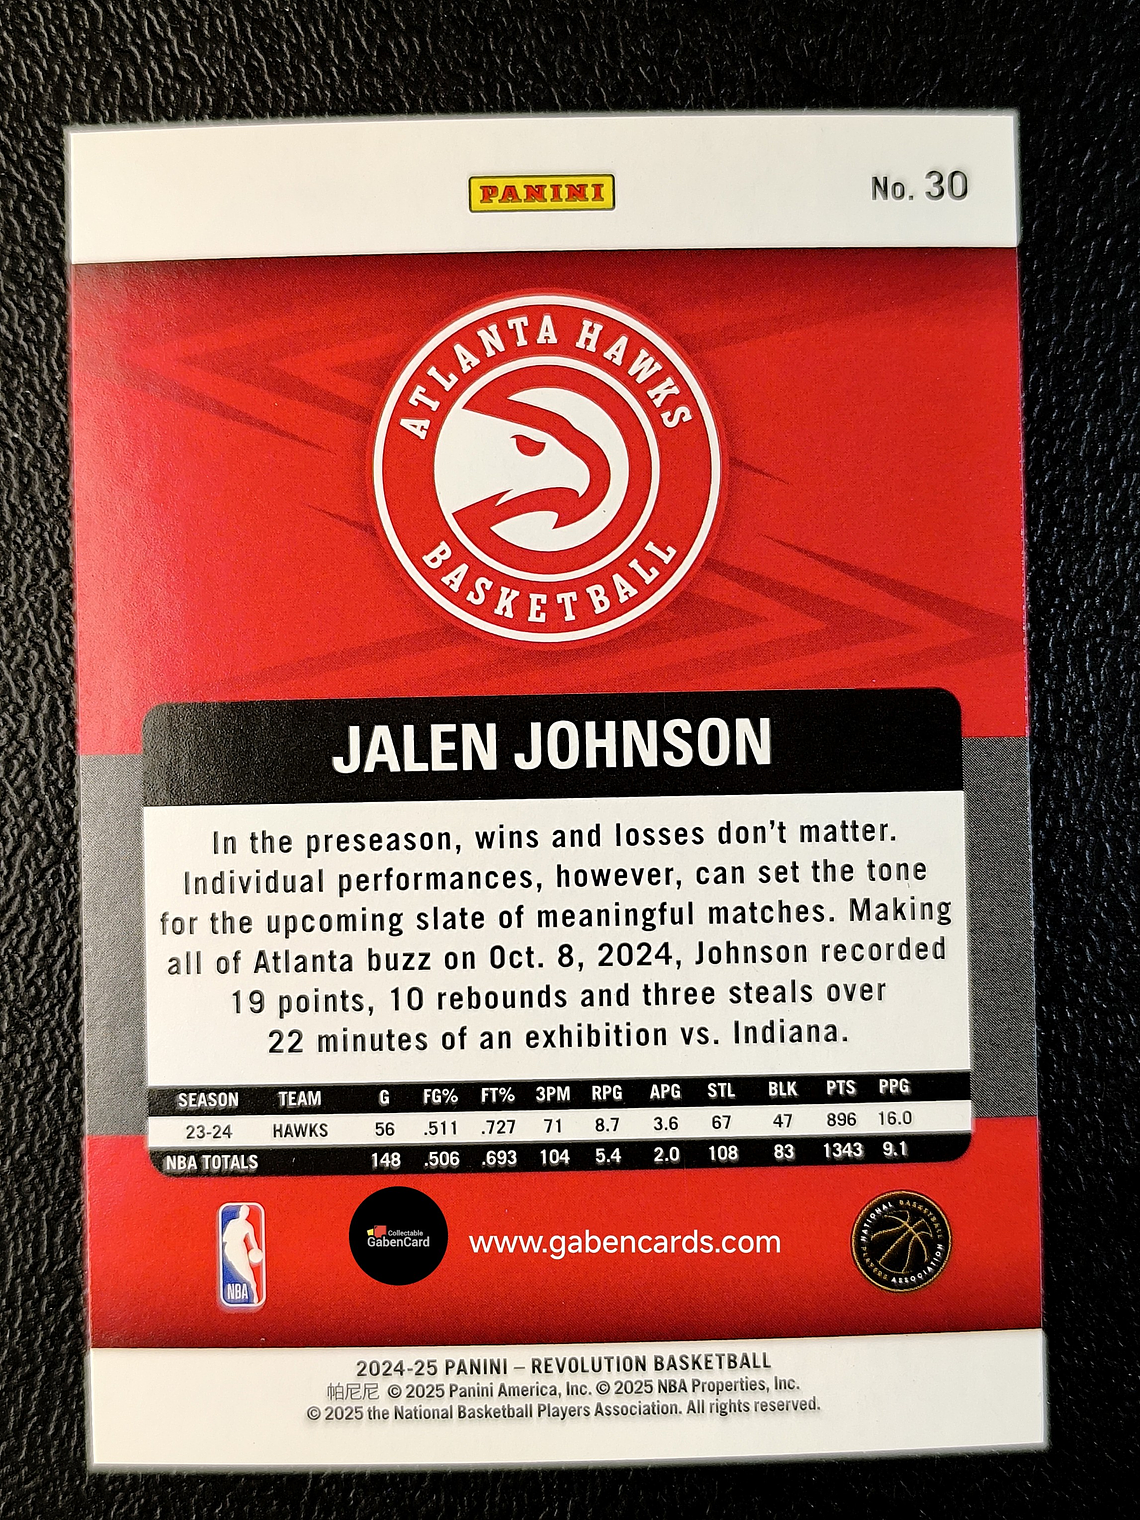 PANINI
No. 30
ATLANTA HAWKS
BASKETBALL
JALEN JOHNSON
In the preseason, wins and losses don't matter.
Individual performances, however, can set the tone
for the upcoming slate of meaningful matches. Making
all of Atlanta buzz on Oct. 8, 2024, Johnson recorded
19 points, 10 rebounds and three steals over
22 minutes of an exhibition vs. Indiana.
SEASON TEAM G FG% FT% 3PM RPG APG STL BLK PTS PPG
23-24 HAWKS 56 .511 .727 71 8.7 3.6 67 47 896 16.0
NBA TOTALS 148 .506 .693 104 5.4 2.0 108 83 1343 9.1
NBA
Collectable
GabenCard
www.gabencards.com
NATIONAL BASKETBALL
PLAYERS ASSOCIATION
2024-25 PANINI – REVOLUTION BASKETBALL
帕尼尼 © 2025 Panini America, Inc. © 2025 NBA Properties, Inc.
© 2025 the National Basketball Players Association. All rights reserved.